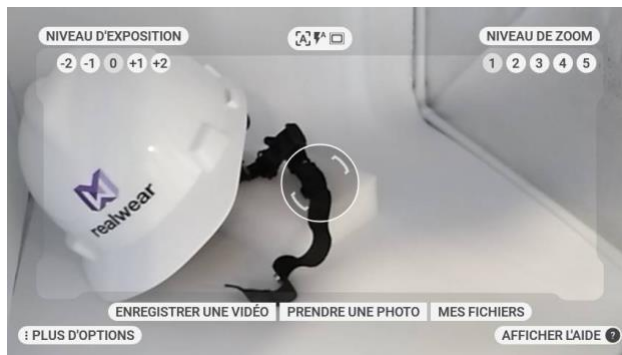 NIVEAU D'EXPOSITION
-2 -1 0 +1 +2
A A
NIVEAU DE ZOOM
1 2 3 4 5
realwear
ENREGISTRER UNE VIDÉO PRENDRE UNE PHOTO MES FICHIERS
PLUS D'OPTIONS
AFFICHER L'AIDE ?